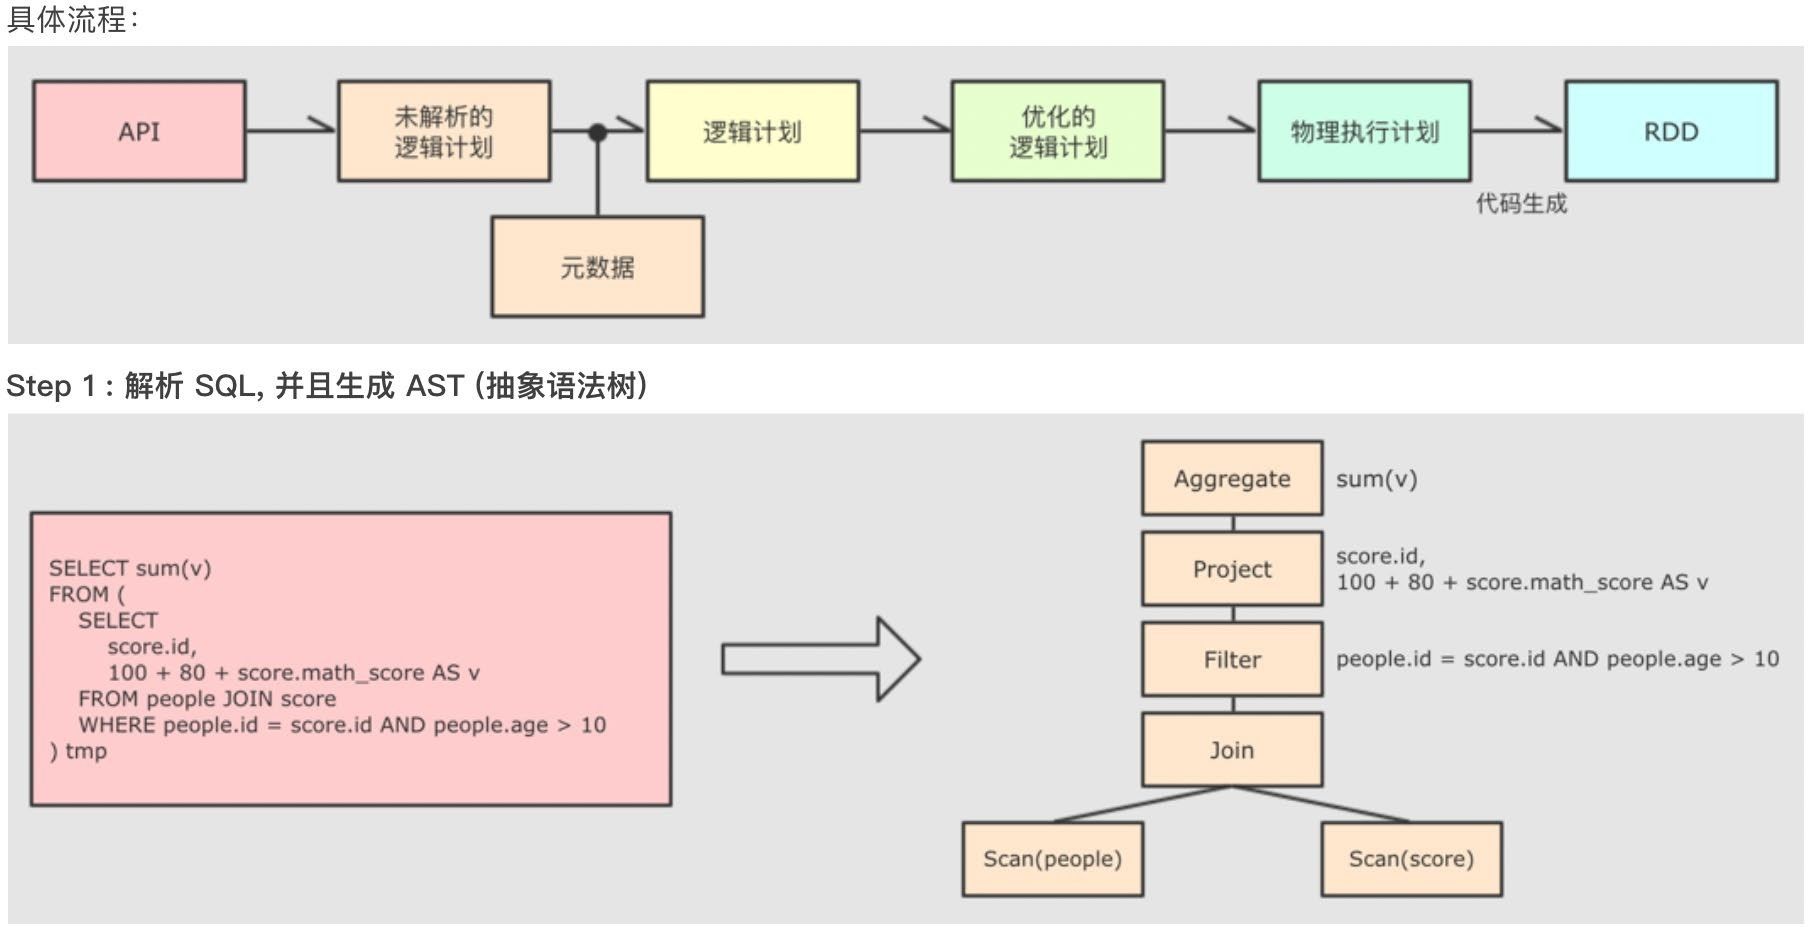 具体流程：
API
未解析的
逻辑计划
逻辑计划
优化的
逻辑计划
物理执行计划
RDD
代码生成
元数据
Step 1 : 解析 SQL, 并且生成 AST (抽象语法树)
SELECT sum(v)
FROM (
SELECT
score.id,
100 + 80 + score.math_score AS v
FROM people JOIN score
WHERE people.id = score.id AND people.age > 10
) tmp
Aggregate
sum(v)
Project
score.id,
100 + 80 + score.math_score AS v
Filter
people.id = score.id AND people.age > 10
Join
Scan(people)
Scan(score)